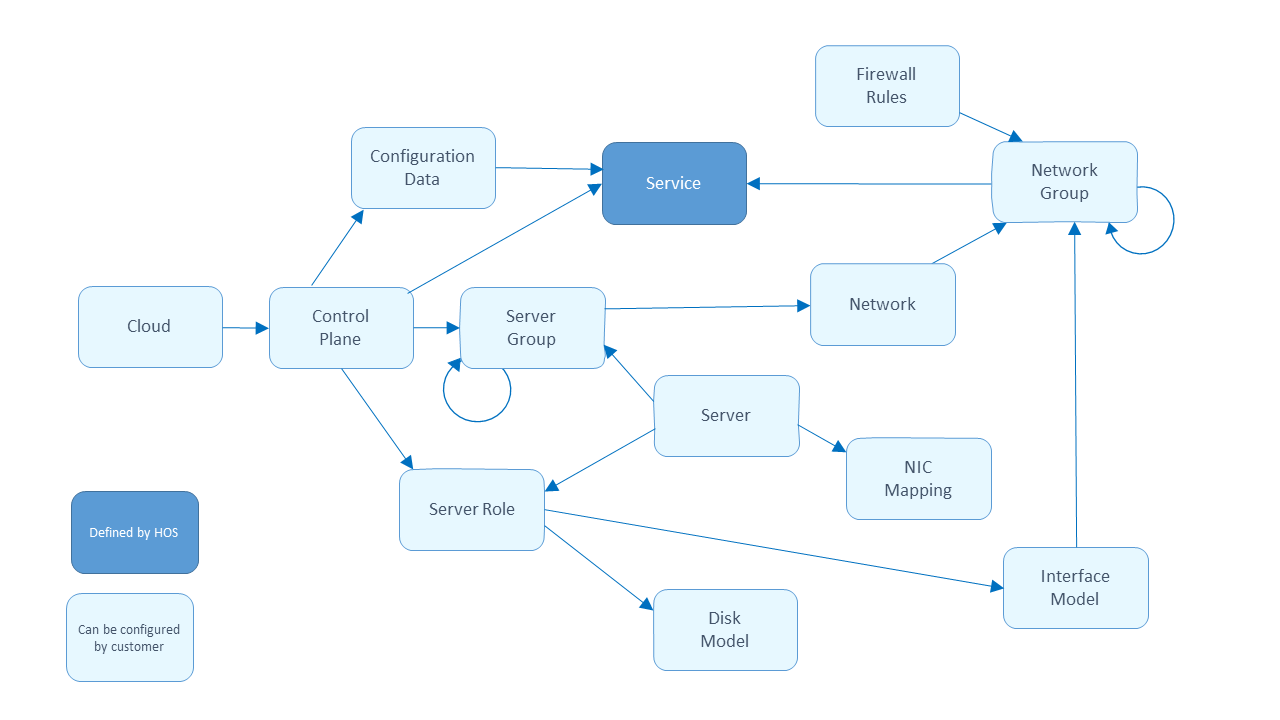 Firewall
Rules
Configuration
Data
Service
Network
Group
Cloud
Control
Plane
Server
Group
Network
Server
NIC
Mapping
Server Role
Defined by HOS
Interface
Model
Can be configured
by customer
Disk
Model